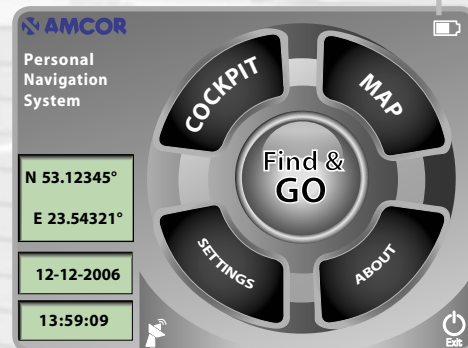 AMCOR
Personal
Navigation
System
COCKPIT
MAP
Find &
GO
N 53.12345°
E 23.54321°
SETTINGS
ABOUT
12-12-2006
13:59:09
Exit